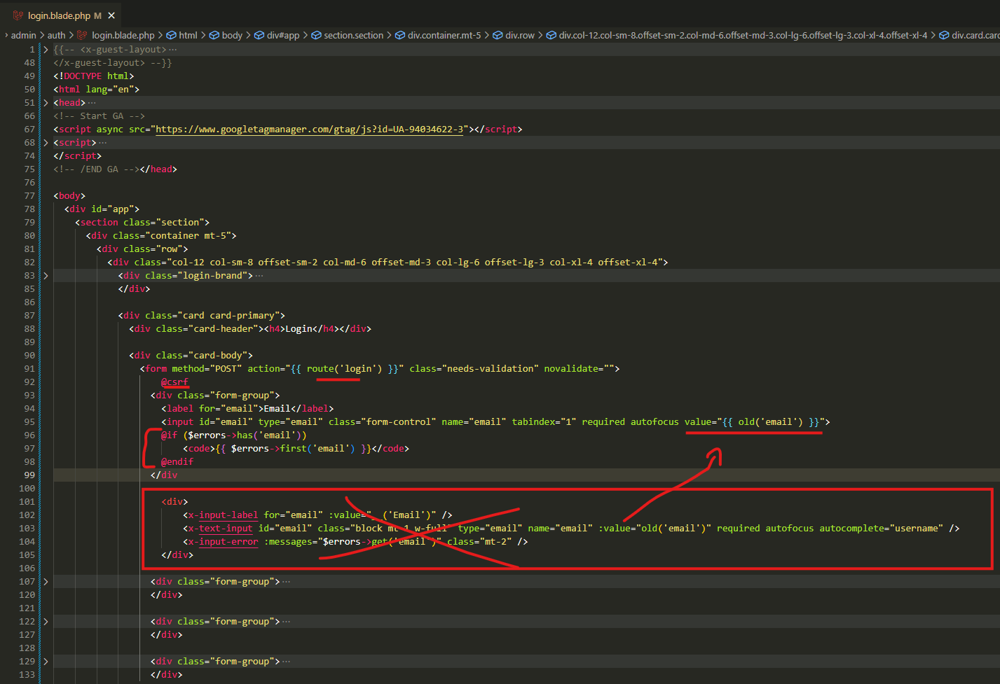 login.blade.php M ×
› admin > auth > login.blade.php > html > body > div#app > section.section > div.container.mt-5 > div.row > div.col-12.col-sm-8.offset-sm-2.col-md-6.offset-md-3.col-lg-6.offset-lg-3.col-xl-4.offset-xl-4 > div.card.card
1 > {{-- <x-guest-layout>···
48 </x-guest-layout> --}}
49 <!DOCTYPE html>
50 <html lang="en">
51 > <head>···
66 <!-- Start GA -->
67 <script async src="https://www.googletagmanager.com/gtag/js?id=UA-94034622-3"></script>
68 > <script>···
74 </script>
75 <!-- /END GA --></head>
76
77 <body>
78 <div id="app">
79 <section class="section">
80 <div class="container mt-5">
81 <div class="row">
82 <div class="col-12 col-sm-8 offset-sm-2 col-md-6 offset-md-3 col-lg-6 offset-lg-3 col-xl-4 offset-xl-4">
83 > <div class="login-brand">···
85 </div>
86
87 <div class="card card-primary">
88 <div class="card-header"><h4>Login</h4></div>
89
90 <div class="card-body">
91 <form method="POST" action="{{ route('login') }}" class="needs-validation" novalidate="">
92 @csrf
93 <div class="form-group">
94 <label for="email">Email</label>
95 <input id="email" type="email" class="form-control" name="email" tabindex="1" required autofocus value="{{ old('email') }}">
96 @if ($errors->has('email'))
97 <code>{{ $errors->first('email') }}</code>
98 @endif
99 </div
100
101 <div>
102 <x-input-label for="email" :value="__('Email')" />
103 <x-text-input id="email" class="block mt-1 w-full" type="email" name="email" :value="old('email')" required autofocus autocomplete="username" />
104 <x-input-error :messages="$errors->get('email')" class="mt-2" />
105 </div>
106
107 > <div class="form-group">···
120 </div>
121
122 > <div class="form-group">···
127 </div>
128
129 > <div class="form-group">···
133 </div>